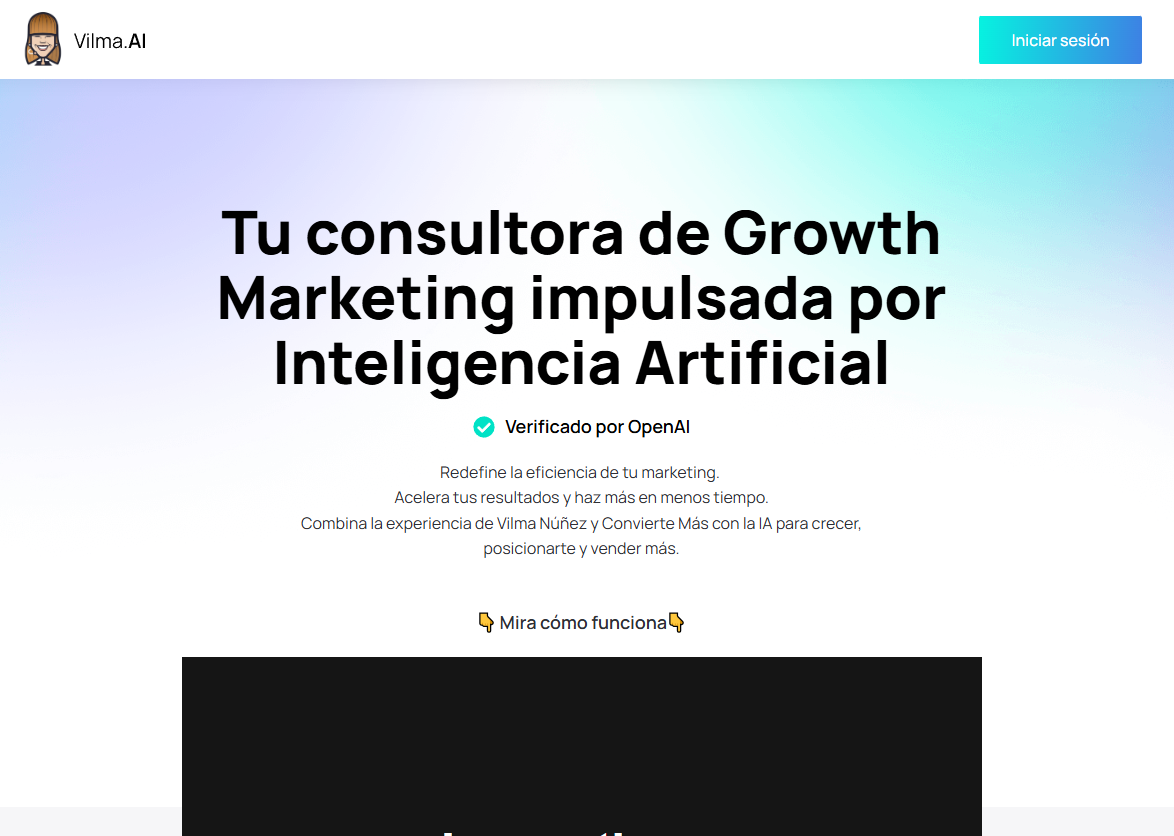 Vilma.AI
Iniciar sesión
Tu consultora de Growth
Marketing impulsada por
Inteligencia Artificial
Verificado por OpenAI
Redefine la eficiencia de tu marketing.
Acelera tus resultados y haz más en menos tiempo.
Combina la experiencia de Vilma Núñez y Convierte Más con la IA para crecer,
posicionarte y vender más.
👇 Mira cómo funciona👇